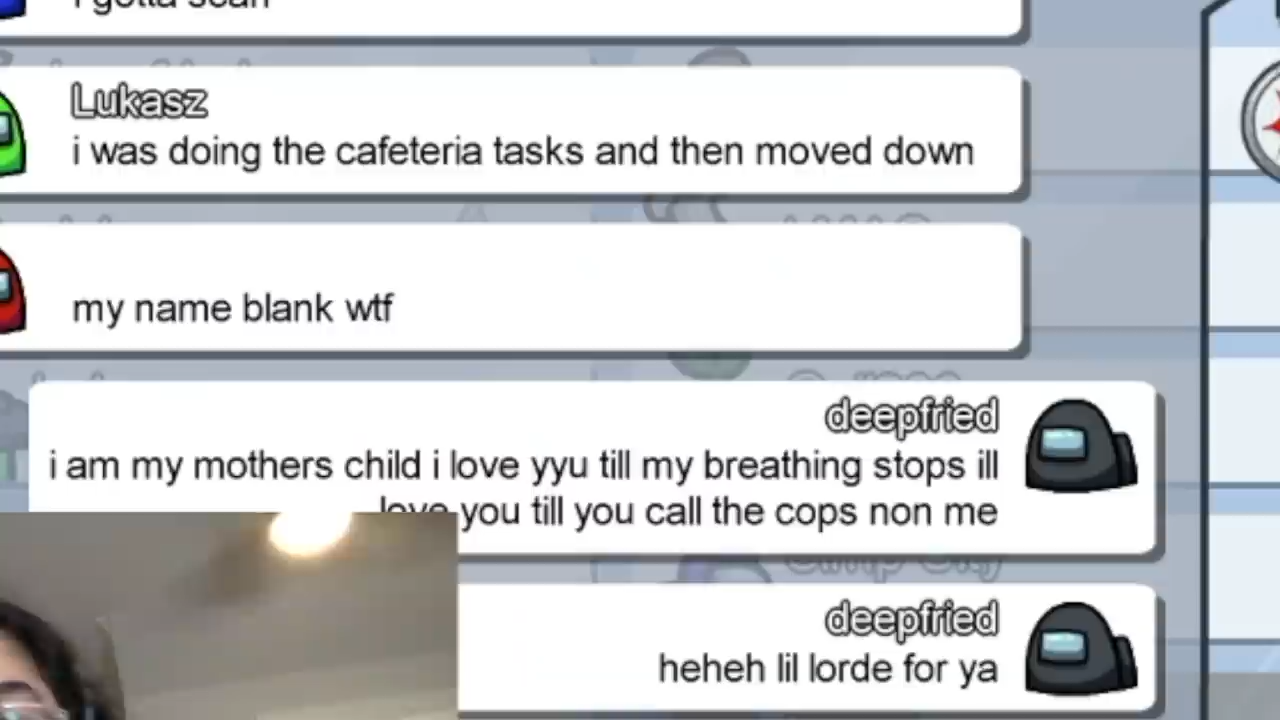 i gotta scan
Lukasz
i was doing the cafeteria tasks and then moved down
my name blank wtf
deepfried
i am my mothers child i love yyu till my breathing stops ill
love you till you call the cops non me
deepfried
heheh lil lorde for ya